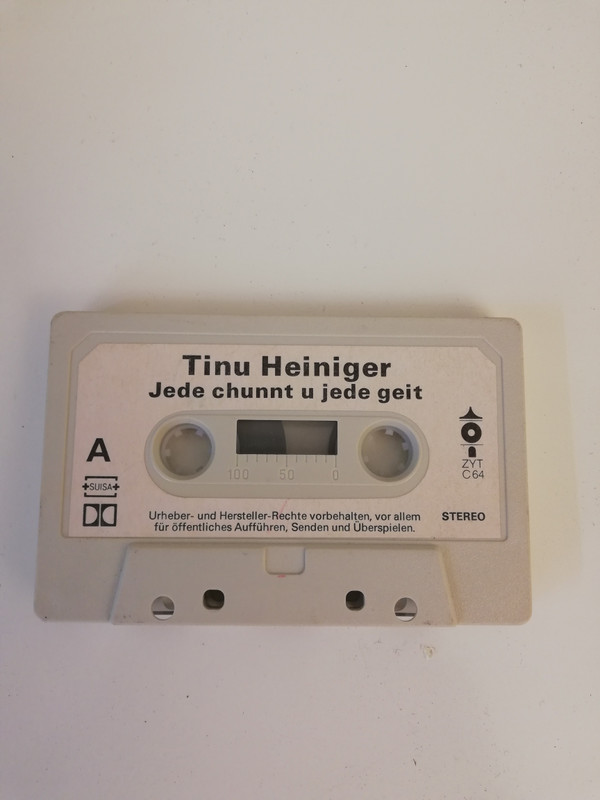 Tinu Heiniger
Jede chunnt u jede geit
A
SUISA
100 50 0
ZYT
C 64
Urheber- und Hersteller-Rechte vorbehalten, vor allem
für öffentliches Aufführen, Senden und Überspielen.
STEREO